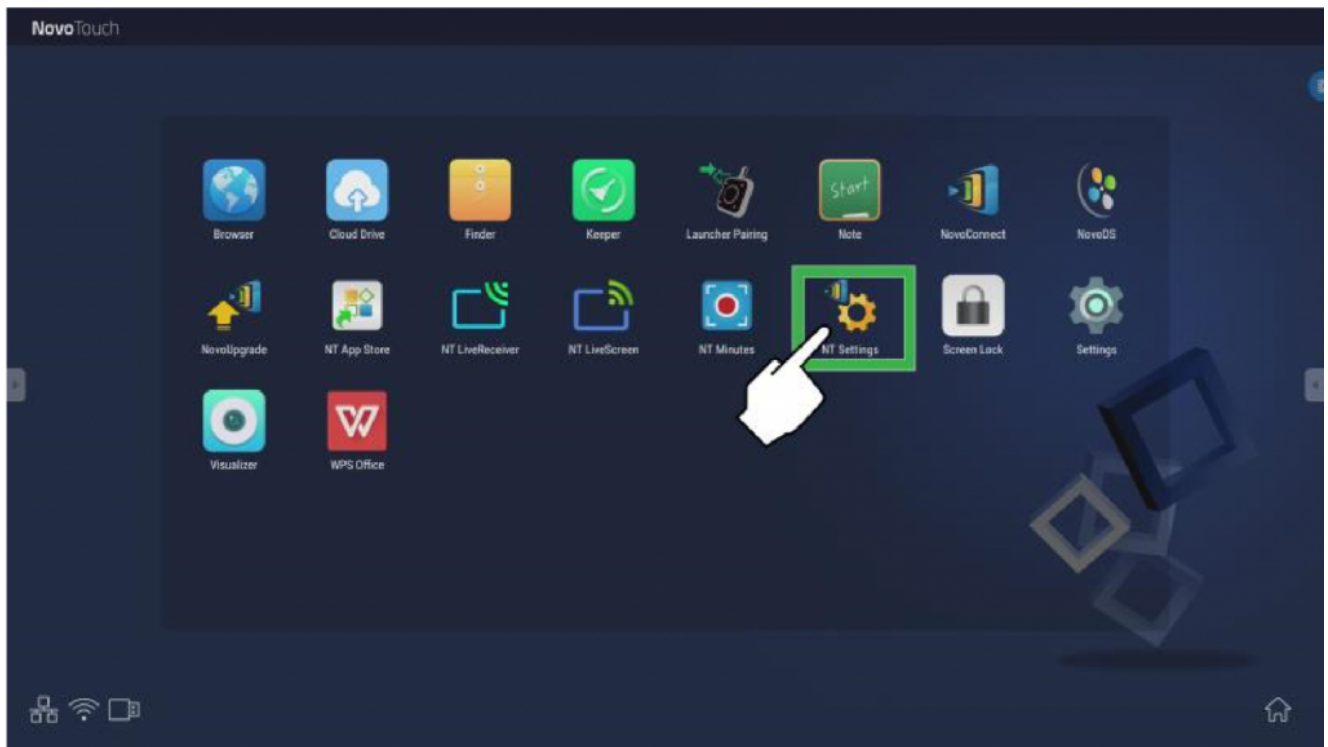 NovoTouch
Browser Cloud Drive Finder Keeper Launcher Pairing Start Note NovoConnect NovoDS
NovoUpgrade NT App Store NT LiveReceiver NT LiveScreen NT Minutes NT Settings Screen Lock Settings
Visualizer WPS Office